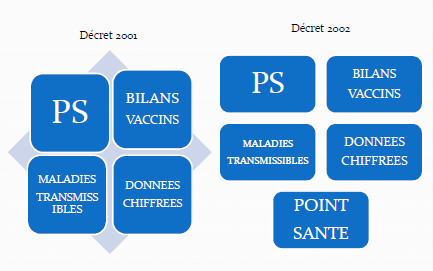 Décret 2001
PS
BILANS
VACCINS
MALADIES
TRANSMISS
IBLES
DONNEES
CHIFFREES
Décret 2002
PS
BILANS
VACCINS
MALADIES
TRANSMISSIBLES
DONNEES
CHIFFREES
POINT
SANTE